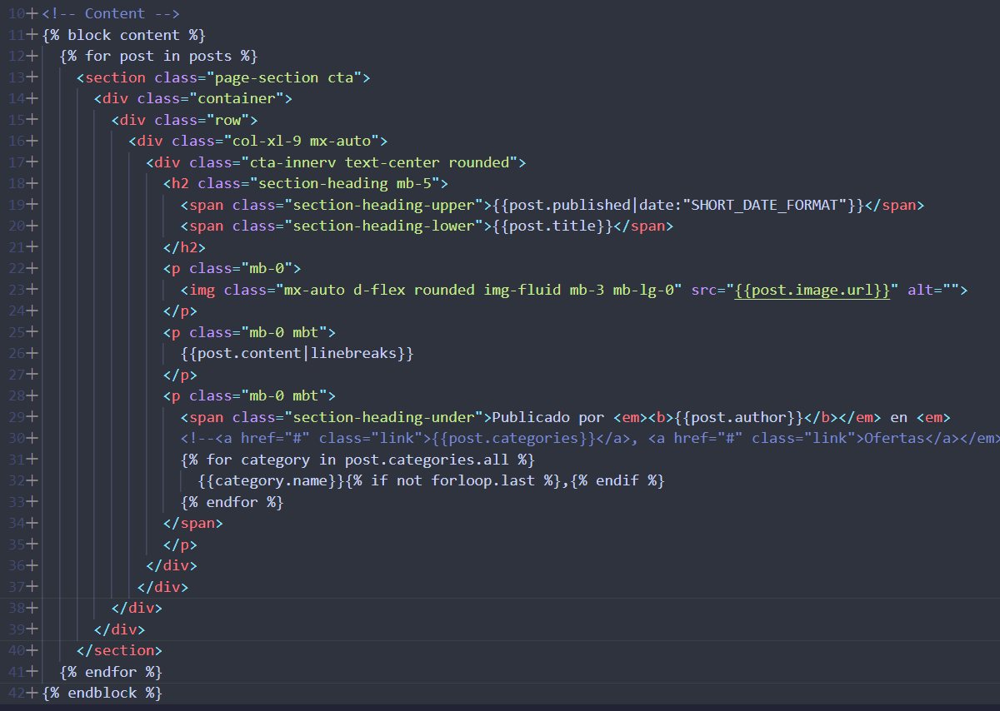 10+<!-- Content -->
11+{% block content %}
12+  {% for post in posts %}
13+    <section class="page-section cta">
14+      <div class="container">
15+        <div class="row">
16+          <div class="col-xl-9 mx-auto">
17+            <div class="cta-innerv text-center rounded">
18+              <h2 class="section-heading mb-5">
19+                <span class="section-heading-upper">{{post.published|date:"SHORT_DATE_FORMAT"}}</span>
20+                <span class="section-heading-lower">{{post.title}}</span>
21+              </h2>
22+              <p class="mb-0">
23+                <img class="mx-auto d-flex rounded img-fluid mb-3 mb-lg-0" src="{{post.image.url}}" alt="">
24+              </p>
25+              <p class="mb-0 mbt">
26+                {{post.content|linebreaks}}
27+              </p>
28+              <p class="mb-0 mbt">
29+                <span class="section-heading-under">Publicado por <em><b>{{post.author}}</b></em> en <em>
30+                <!--<a href="#" class="link">{{post.categories}}</a>, <a href="#" class="link">Ofertas</a></em>
31+                {% for category in post.categories.all %}
32+                  {{category.name}}{% if not forloop.last %},{% endif %}
33+                {% endfor %}
34+              </span>
35+              </p>
36+            </div>
37+           </div>
38+        </div>
39+      </div>
40+    </section>
41+  {% endfor %}
42+{% endblock %}